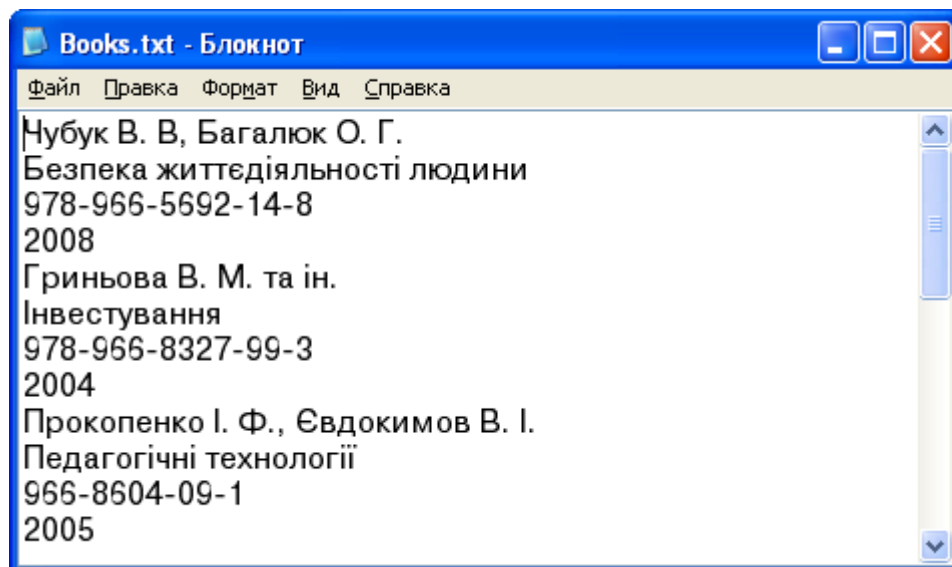 Books.txt - Блокнот
Файл Правка Формат Вид Справка
Чубук В. В, Багалюк О. Г.
Безпека життєдіяльності людини
978-966-5692-14-8
2008
Гриньова В. М. та ін.
Інвестування
978-966-8327-99-3
2004
Прокопенко І. Ф., Євдокимов В. І.
Педагогічні технології
966-8604-09-1
2005